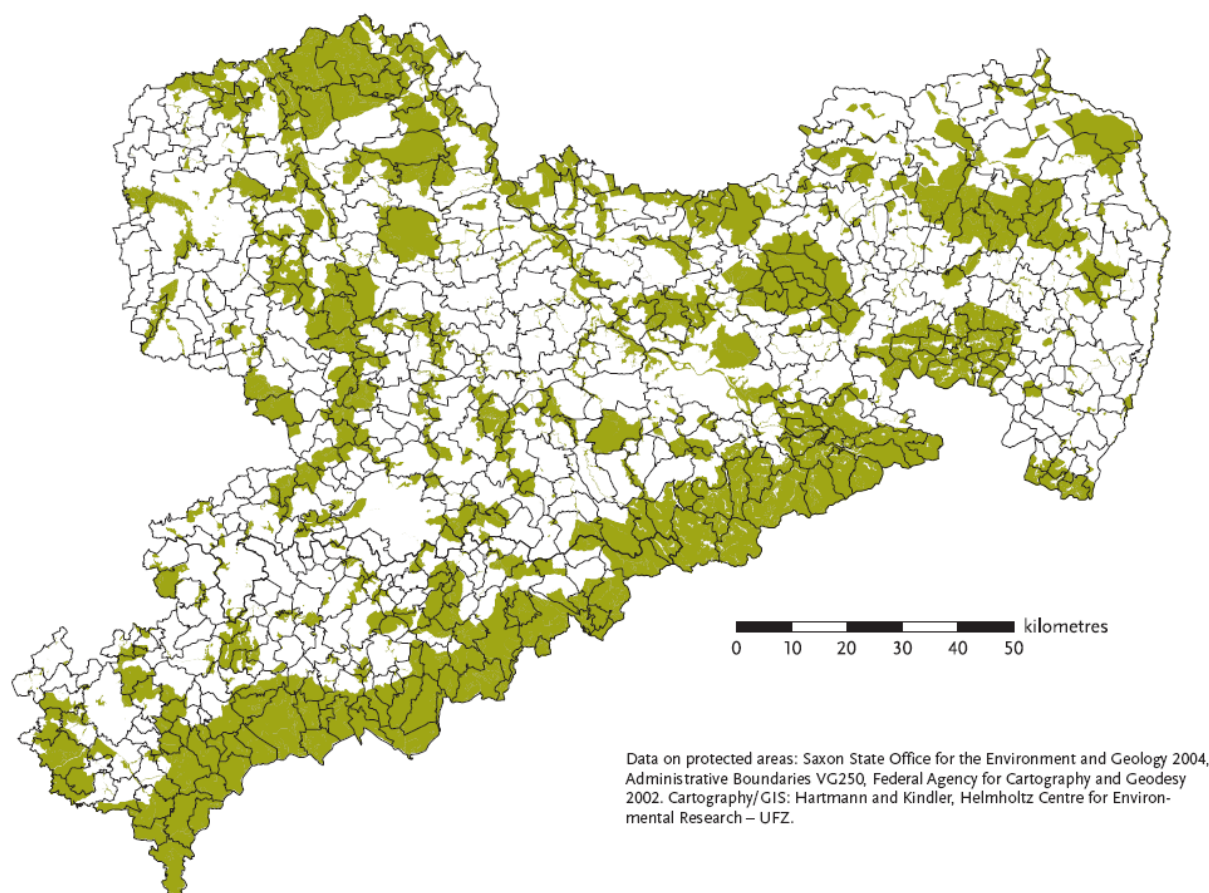 kilometres
0 10 20 30 40 50
Data on protected areas: Saxon State Office for the Environment and Geology 2004,
Administrative Boundaries VG250, Federal Agency for Cartography and Geodesy
2002. Cartography/GIS: Hartmann and Kindler, Helmholtz Centre for Environ-
mental Research – UFZ.